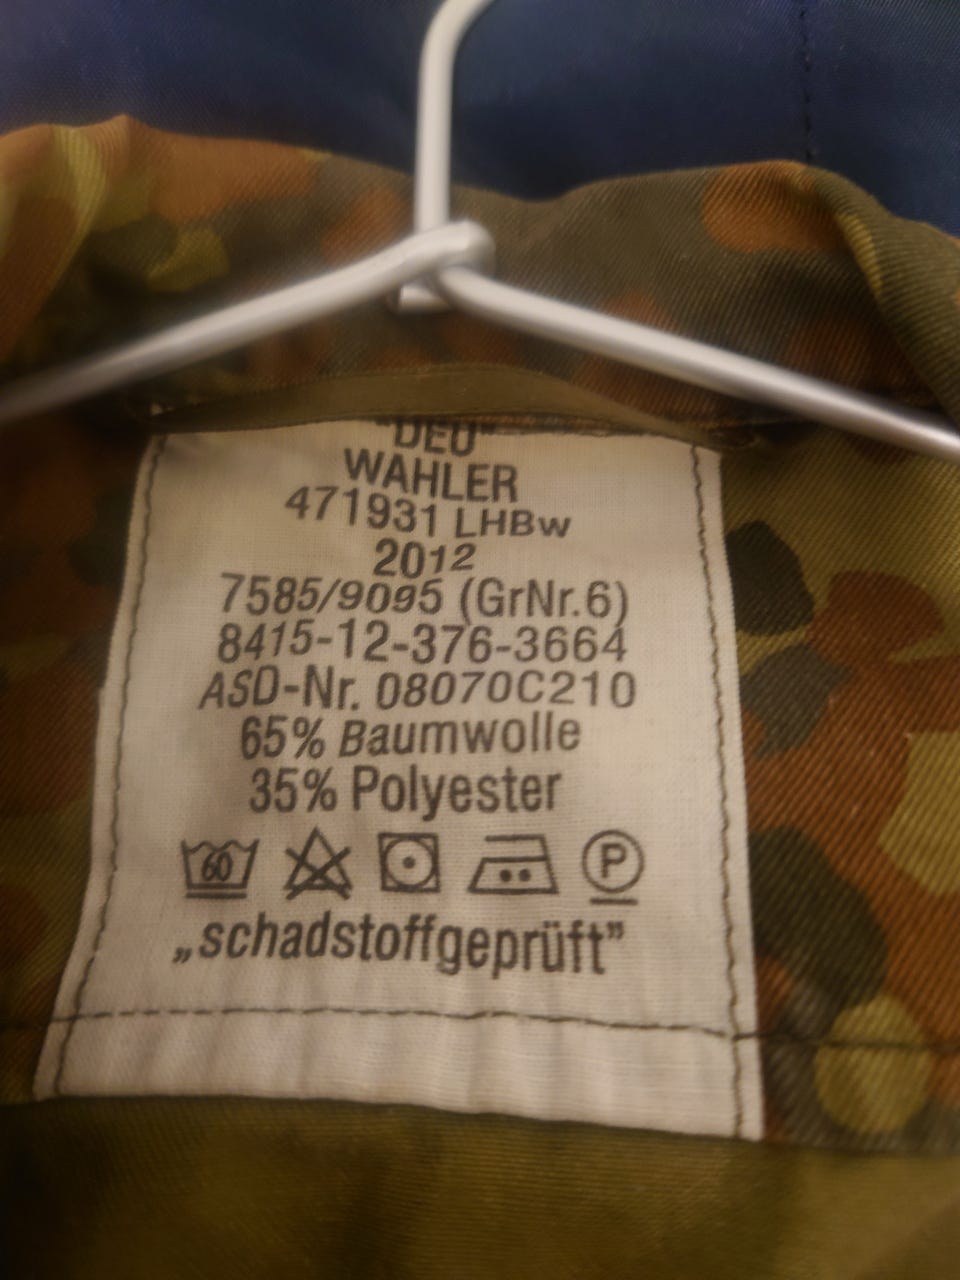 "DEU"
WAHLER
471931 LHBw
2012
7585/9095 (GrNr.6)
8415-12-376-3664
ASD-Nr. 08070C210
65% Baumwolle
35% Polyester
60 P
„schadstoffgeprüft”